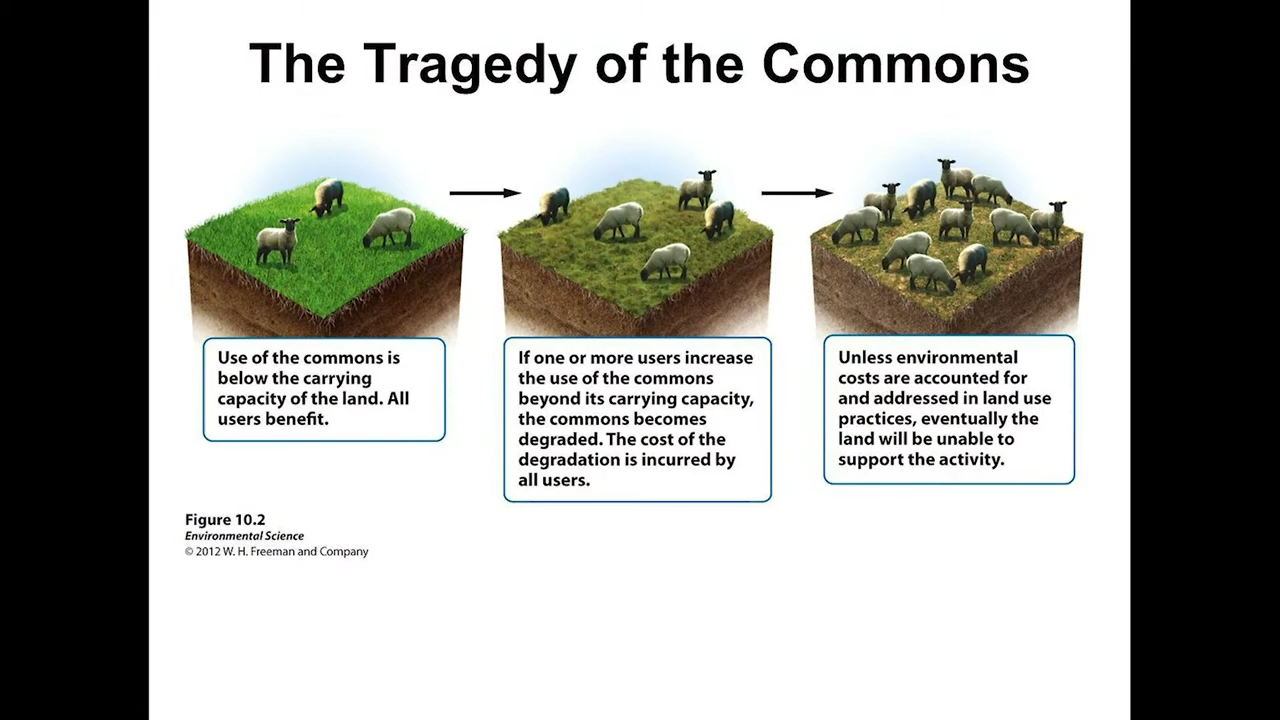 The Tragedy of the Commons
Use of the commons is
below the carrying
capacity of the land. All
users benefit.
If one or more users increase
the use of the commons
beyond its carrying capacity,
the commons becomes
degraded. The cost of the
degradation is incurred by
all users.
Unless environmental
costs are accounted for
and addressed in land use
practices, eventually the
land will be unable to
support the activity.
Figure 10.2
Environmental Science
© 2012 W. H. Freeman and Company